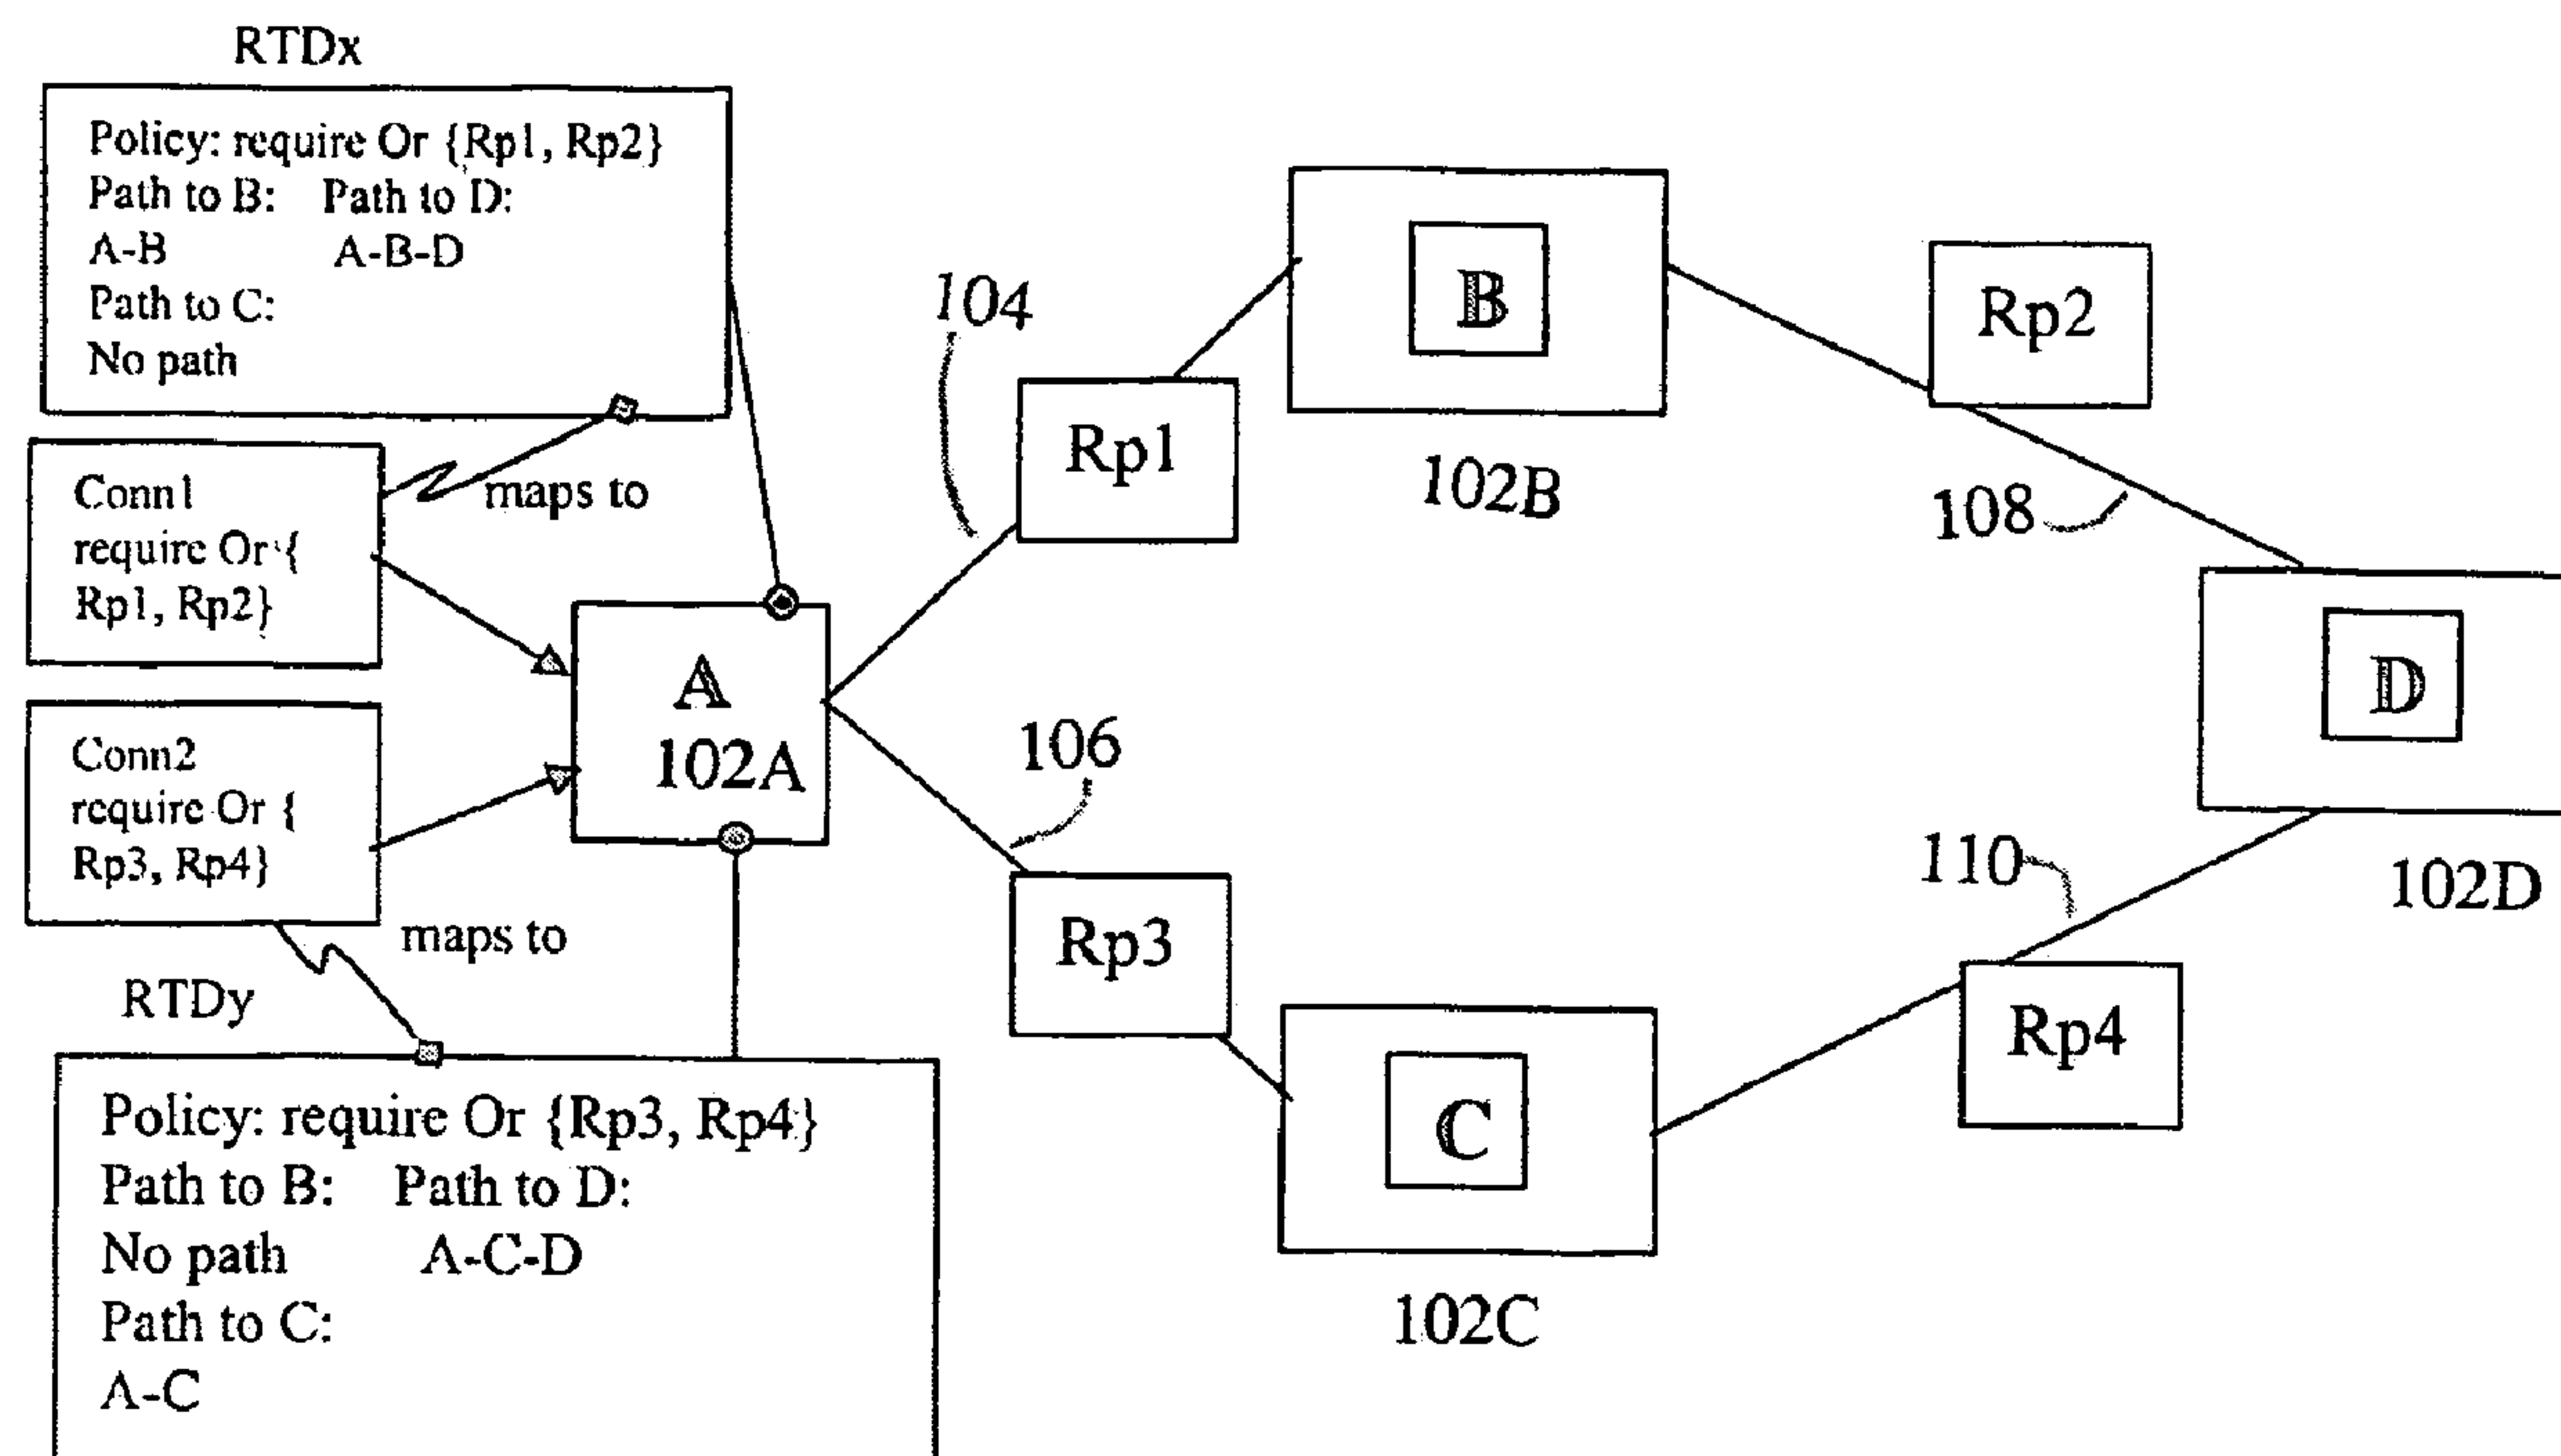 RTDx
Policy: require Or {Rp1, Rp2}
Path to B: Path to D:
A-B A-B-D
Path to C:
No path
Conn1
require Or {
Rp1, Rp2}
maps to
Conn2
require Or {
Rp3, Rp4}
maps to
RTDy
Policy: require Or {Rp3, Rp4}
Path to B: Path to D:
No path A-C-D
Path to C:
A-C
A
102A
104
Rp1
B
102B
Rp2
108
D
102D
106
Rp3
C
102C
110
Rp4